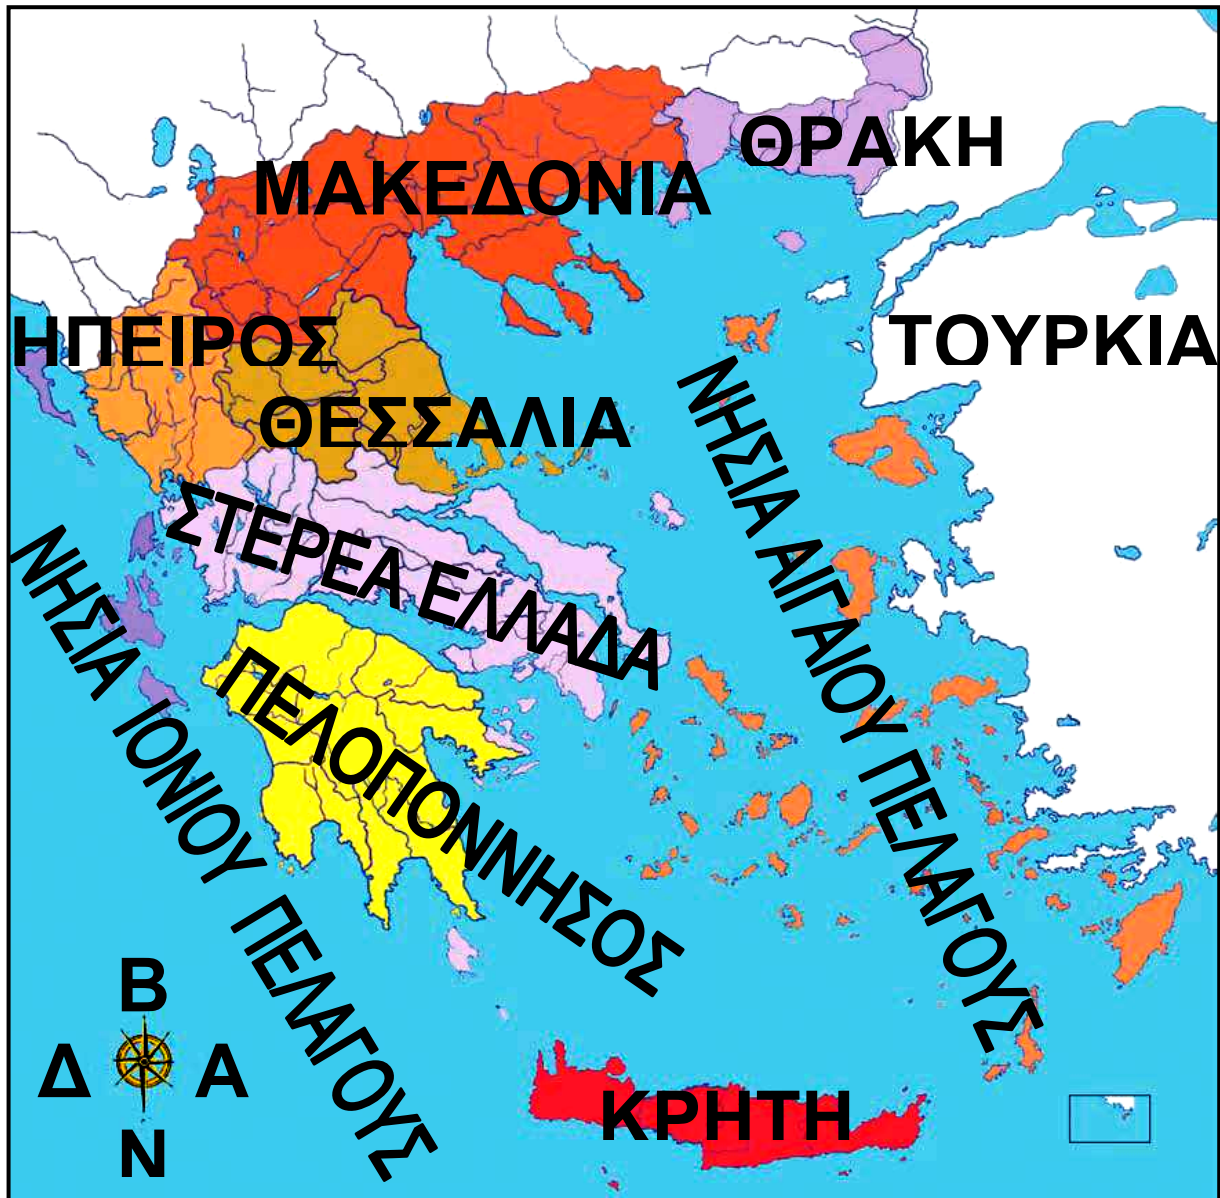 ΘΡΑΚΗ
ΜΑΚΕΔΟΝΙΑ
ΗΠΕΙΡΟΣ
ΤΟΥΡΚΙΑ
ΘΕΣΣΑΛΙΑ
ΝΗΣΙΑ ΑΙΓΑΙΟΥ ΠΕΛΑΓΟΥΣ
ΣΤΕΡΕΑ ΕΛΛΑΔΑ
ΝΗΣΙΑ ΙΟΝΙΟΥ ΠΕΛΑΓΟΥΣ
ΠΕΛΟΠΟΝΝΗΣΟΣ
Β
Δ Α
Ν
ΚΡΗΤΗ